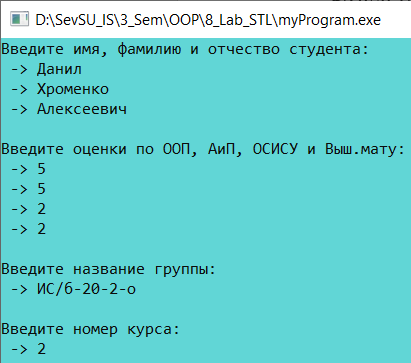 D:\SevSU_IS\3_Sem\OOP\8_Lab_STL\myProgram.exe
Введите имя, фамилию и отчество студента:
-> Данил
-> Хроменко
-> Алексеевич
Введите оценки по ООП, АиП, ОСИСУ и Выш.мату:
-> 5
-> 5
-> 2
-> 2
Введите название группы:
-> ИС/б-20-2-о
Введите номер курса:
-> 2